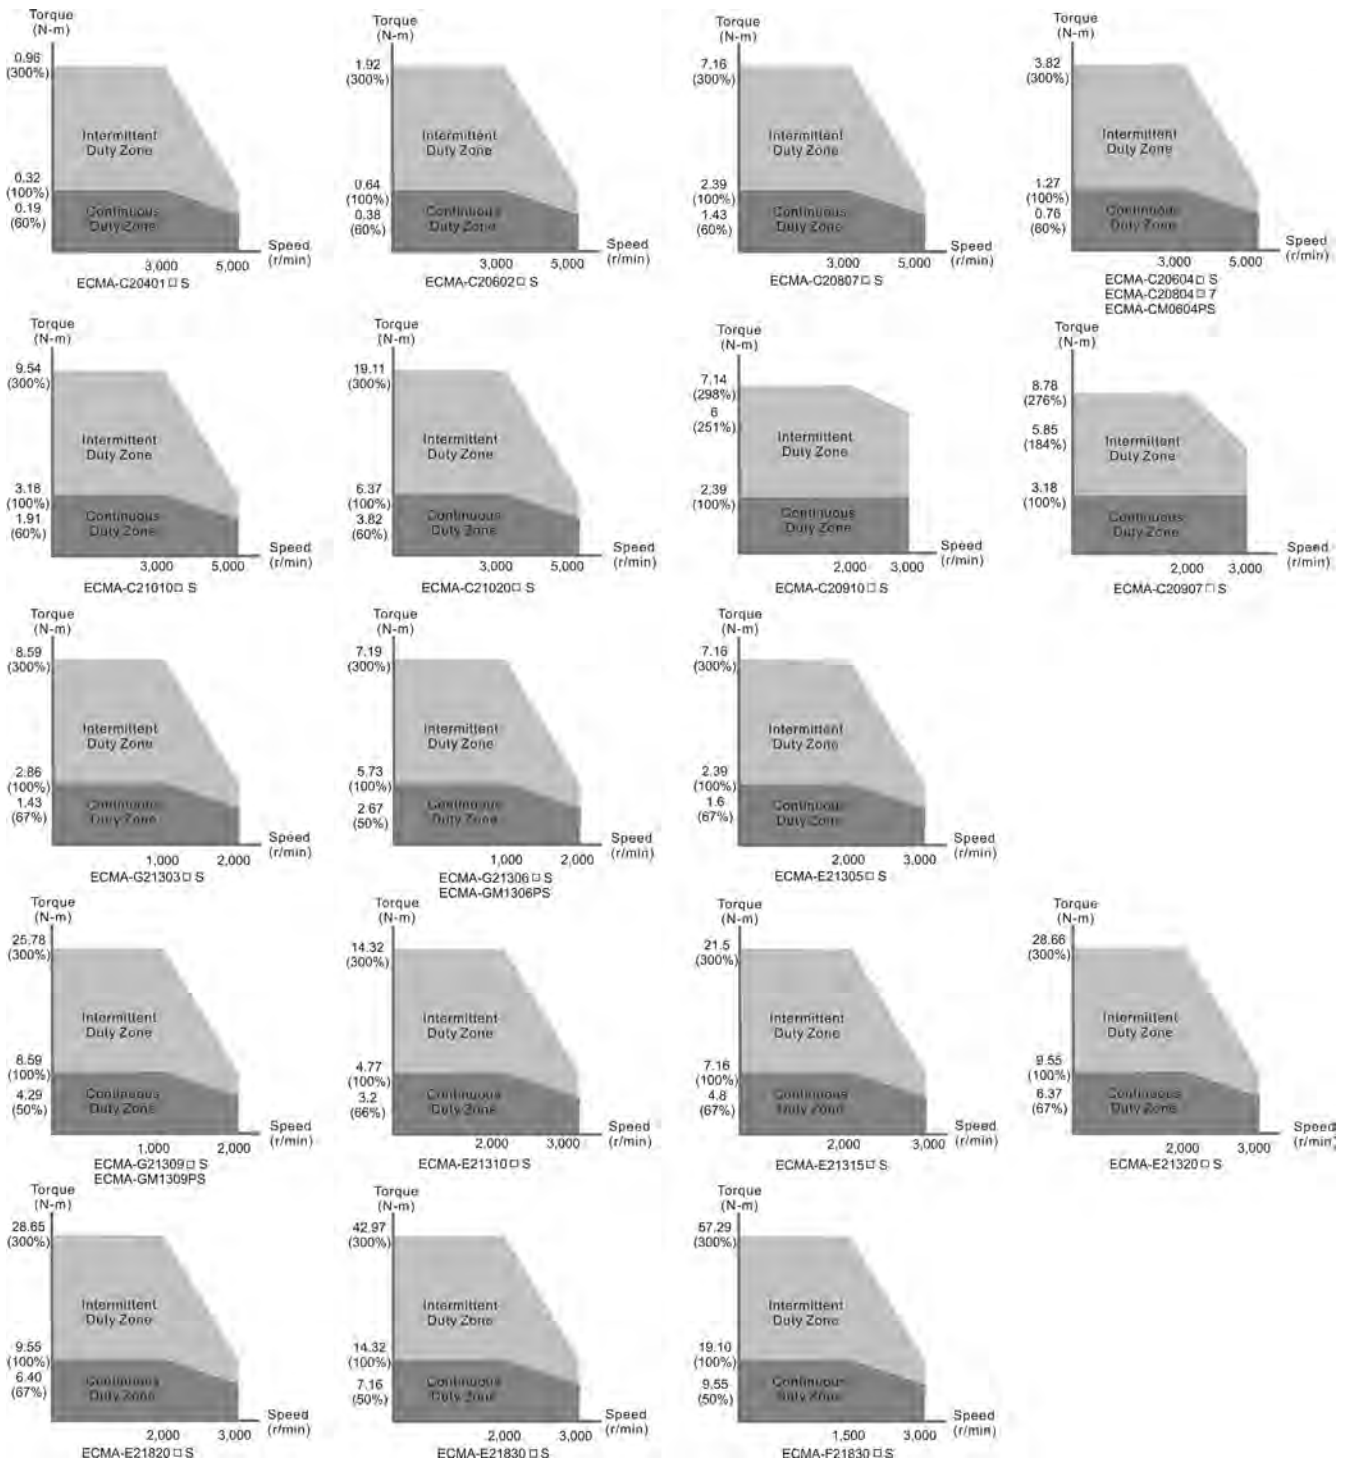 Torque
(N-m)
0.96
(300%)
Intermittent
Duty Zone
0.32
(100%)
0.19
(60%)
Continuous
Duty Zone
Speed
(r/min)
3,000
5,000
ECMA-C20401□ S
Torque
(N-m)
1.92
(300%)
Intermittent
Duty Zone
0.64
(100%)
0.38
(60%)
Continuous
Duty Zone
Speed
(r/min)
3,000
5,000
ECMA-C20602□ S
Torque
(N-m)
7.16
(300%)
Intermittent
Duty Zone
2.39
(100%)
1.43
(60%)
Continuous
Duty Zone
Speed
(r/min)
3,000
5,000
ECMA-C20807□ S
Torque
(N-m)
3.82
(300%)
Intermittent
Duty Zone
1.27
(100%)
0.76
(60%)
Continuous
Duty Zone
Speed
(r/min)
3,000
5,000
ECMA-C20604□ S
ECMA-C20804□ 7
ECMA-CM0604PS
Torque
(N-m)
9.54
(300%)
Intermittent
Duty Zone
3.18
(100%)
1.91
(60%)
Continuous
Duty Zone
Speed
(r/min)
3,000
5,000
ECMA-C21010□ S
Torque
(N-m)
19.11
(300%)
Intermittent
Duty Zone
6.37
(100%)
3.82
(60%)
Continuous
Duty Zone
Speed
(r/min)
3,000
5,000
ECMA-C21020□ S
Torque
(N-m)
7.14
(298%)
6
(251%)
Intermittent
Duty Zone
2.39
(100%)
Continuous
Duty Zone
Speed
(r/min)
2,000
3,000
ECMA-C20910□ S
Torque
(N-m)
8.78
(276%)
5.85
(184%)
Intermittent
Duty Zone
3.18
(100%)
Continuous
Duty Zone
Speed
(r/min)
2,000
3,000
ECMA-C20907□ S
Torque
(N-m)
8.59
(300%)
Intermittent
Duty Zone
2.86
(100%)
1.43
(67%)
Continuous
Duty Zone
Speed
(r/min)
1,000
2,000
ECMA-G21303□ S
Torque
(N-m)
7.19
(300%)
Intermittent
Duty Zone
5.73
(100%)
2.67
(50%)
Continuous
Duty Zone
Speed
(r/min)
1,000
2,000
ECMA-G21306□ S
ECMA-GM1306PS
Torque
(N-m)
7.16
(300%)
Intermittent
Duty Zone
2.39
(100%)
1.6
(67%)
Continuous
Duty Zone
Speed
(r/min)
2,000
3,000
ECMA-E21305□ S
Torque
(N-m)
25.78
(300%)
Intermittent
Duty Zone
8.59
(100%)
4.29
(50%)
Continuous
Duty Zone
Speed
(r/min)
1,000
2,000
ECMA-G21309□ S
ECMA-GM1309PS
Torque
(N-m)
14.32
(300%)
Intermittent
Duty Zone
4.77
(100%)
3.2
(66%)
Continuous
Duty Zone
Speed
(r/min)
2,000
3,000
ECMA-E21310□ S
Torque
(N-m)
21.5
(300%)
Intermittent
Duty Zone
7.16
(100%)
4.8
(67%)
Continuous
Duty Zone
Speed
(r/min)
2,000
3,000
ECMA-E21315□ S
Torque
(N-m)
28.66
(300%)
Intermittent
Duty Zone
9.55
(100%)
6.37
(67%)
Continuous
Duty Zone
Speed
(r/min)
2,000
3,000
ECMA-E21320□ S
Torque
(N-m)
28.65
(300%)
Intermittent
Duty Zone
9.55
(100%)
6.40
(67%)
Continuous
Duty Zone
Speed
(r/min)
2,000
3,000
ECMA-E21820□ S
Torque
(N-m)
42.97
(300%)
Intermittent
Duty Zone
14.32
(100%)
7.16
(50%)
Continuous
Duty Zone
Speed
(r/min)
2,000
3,000
ECMA-E21830□ S
Torque
(N-m)
57.29
(300%)
Intermittent
Duty Zone
19.10
(100%)
9.55
(50%)
Continuous
Duty Zone
Speed
(r/min)
1,500
3,000
ECMA-F21830□ S